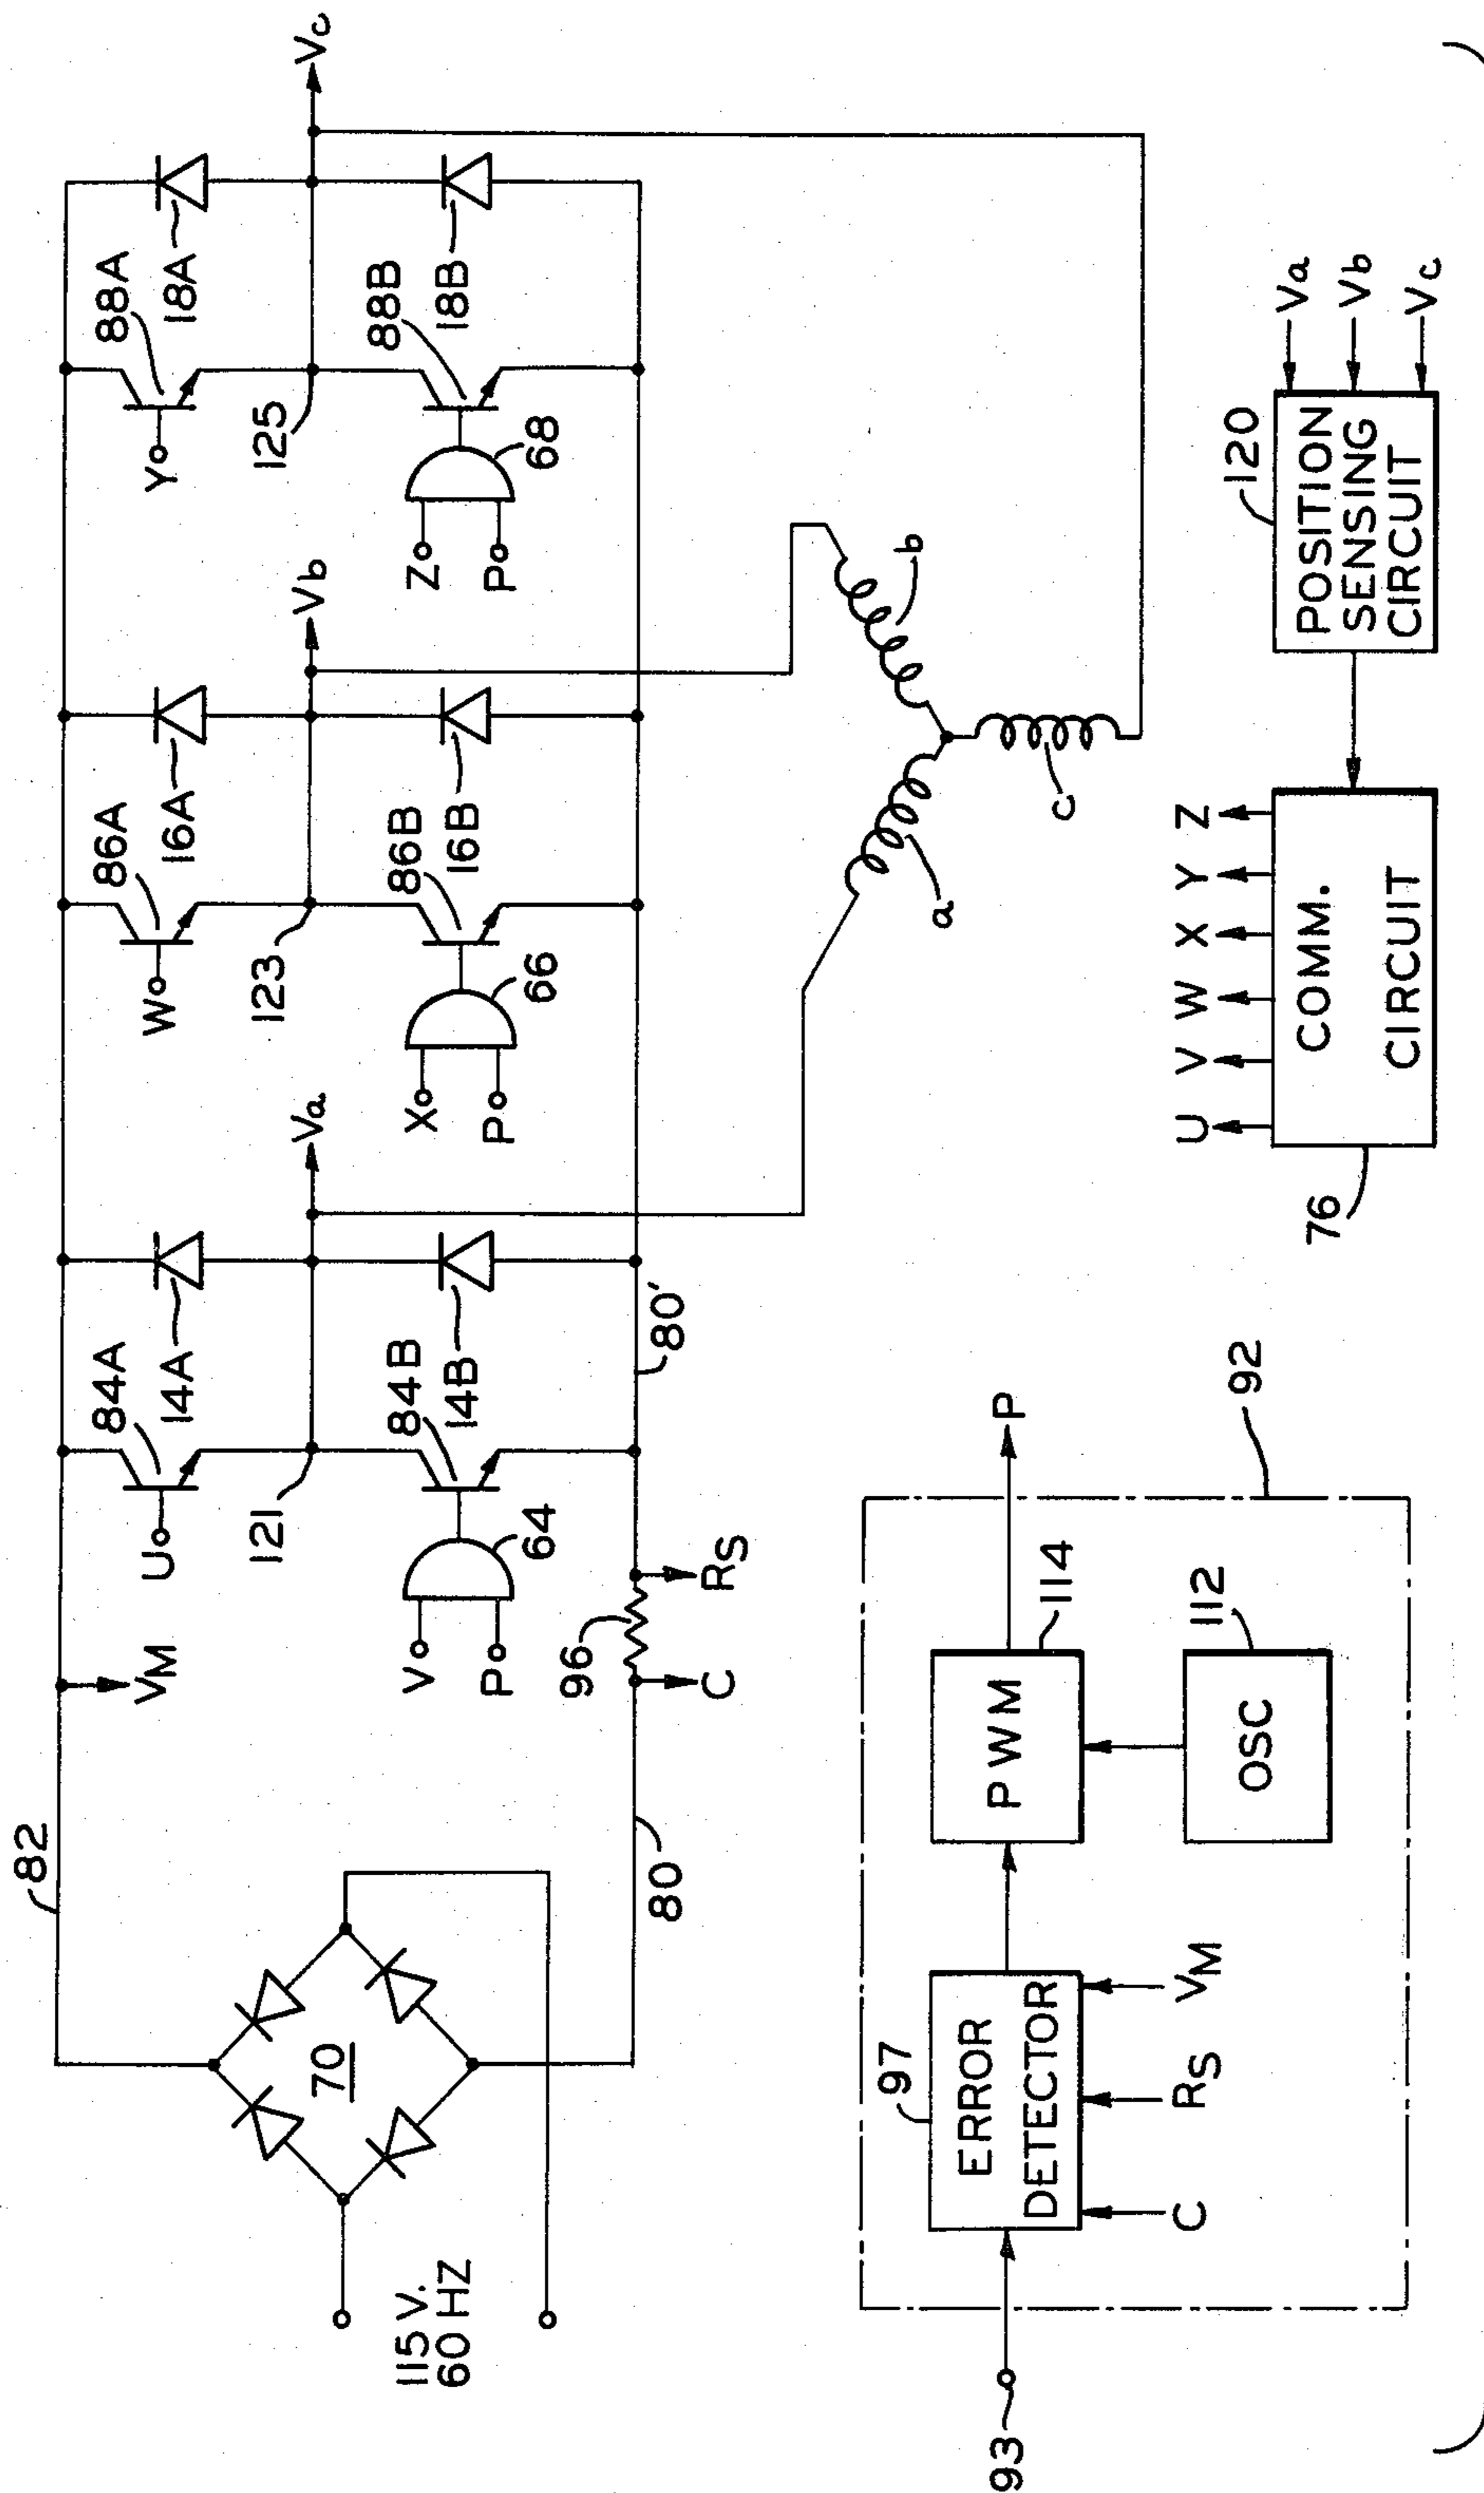 82
VM
U
84A
14A
121
Va
V
P
84B
14B
64
W
86A
16A
123
Vb
X
P
86B
16B
66
Y
88A
18A
125
Vc
Z
P
88B
18B
68
70
115 V.
60 HZ
80
96
C
RS
80'
a
b
c
93
97
ERROR
DETECTOR
C
RS
VM
PWM
114
P
OSC
112
92
76
U
V
W
X
Y
Z
COMM.
CIRCUIT
120
POSITION
SENSING
CIRCUIT
Va
Vb
Vc